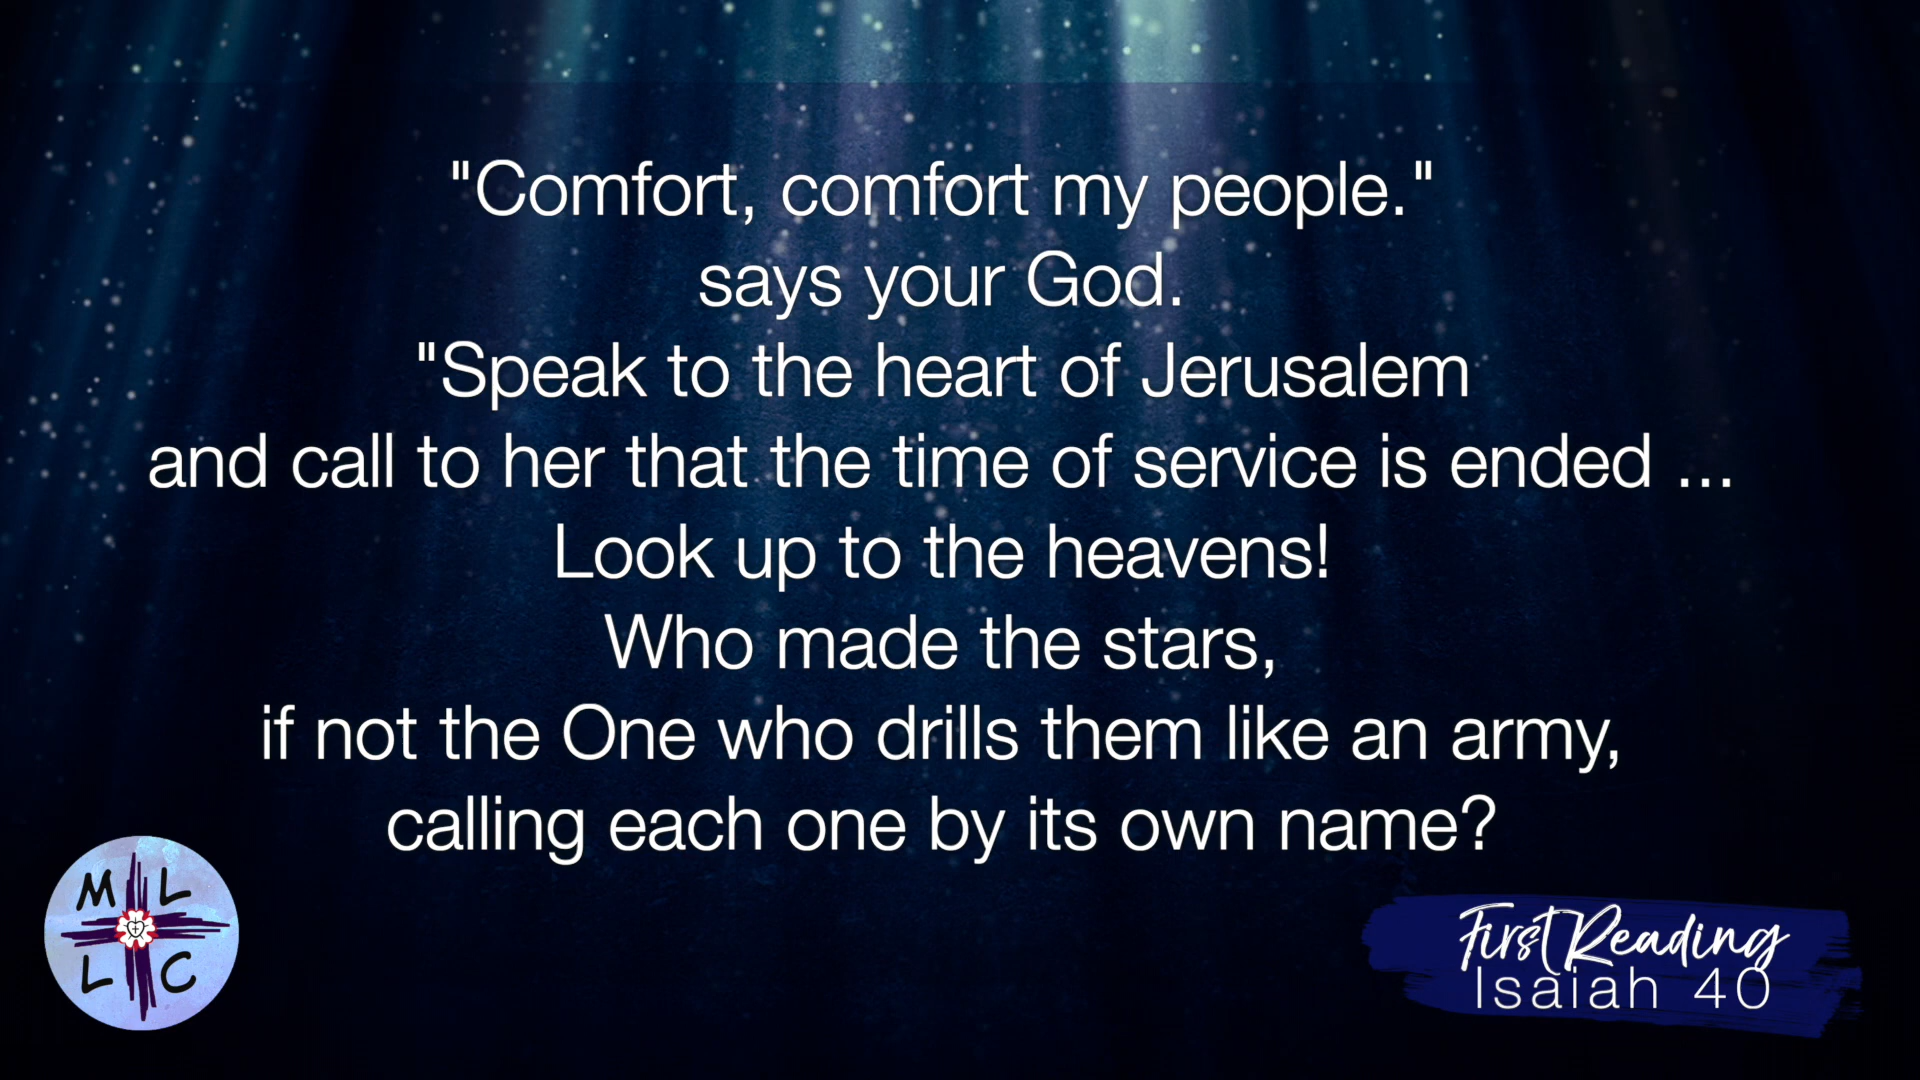 "Comfort, comfort my people."
says your God.
"Speak to the heart of Jerusalem
and call to her that the time of service is ended ...
Look up to the heavens!
Who made the stars,
if not the One who drills them like an army,
calling each one by its own name?
M L
L C
First Reading
Isaiah 40